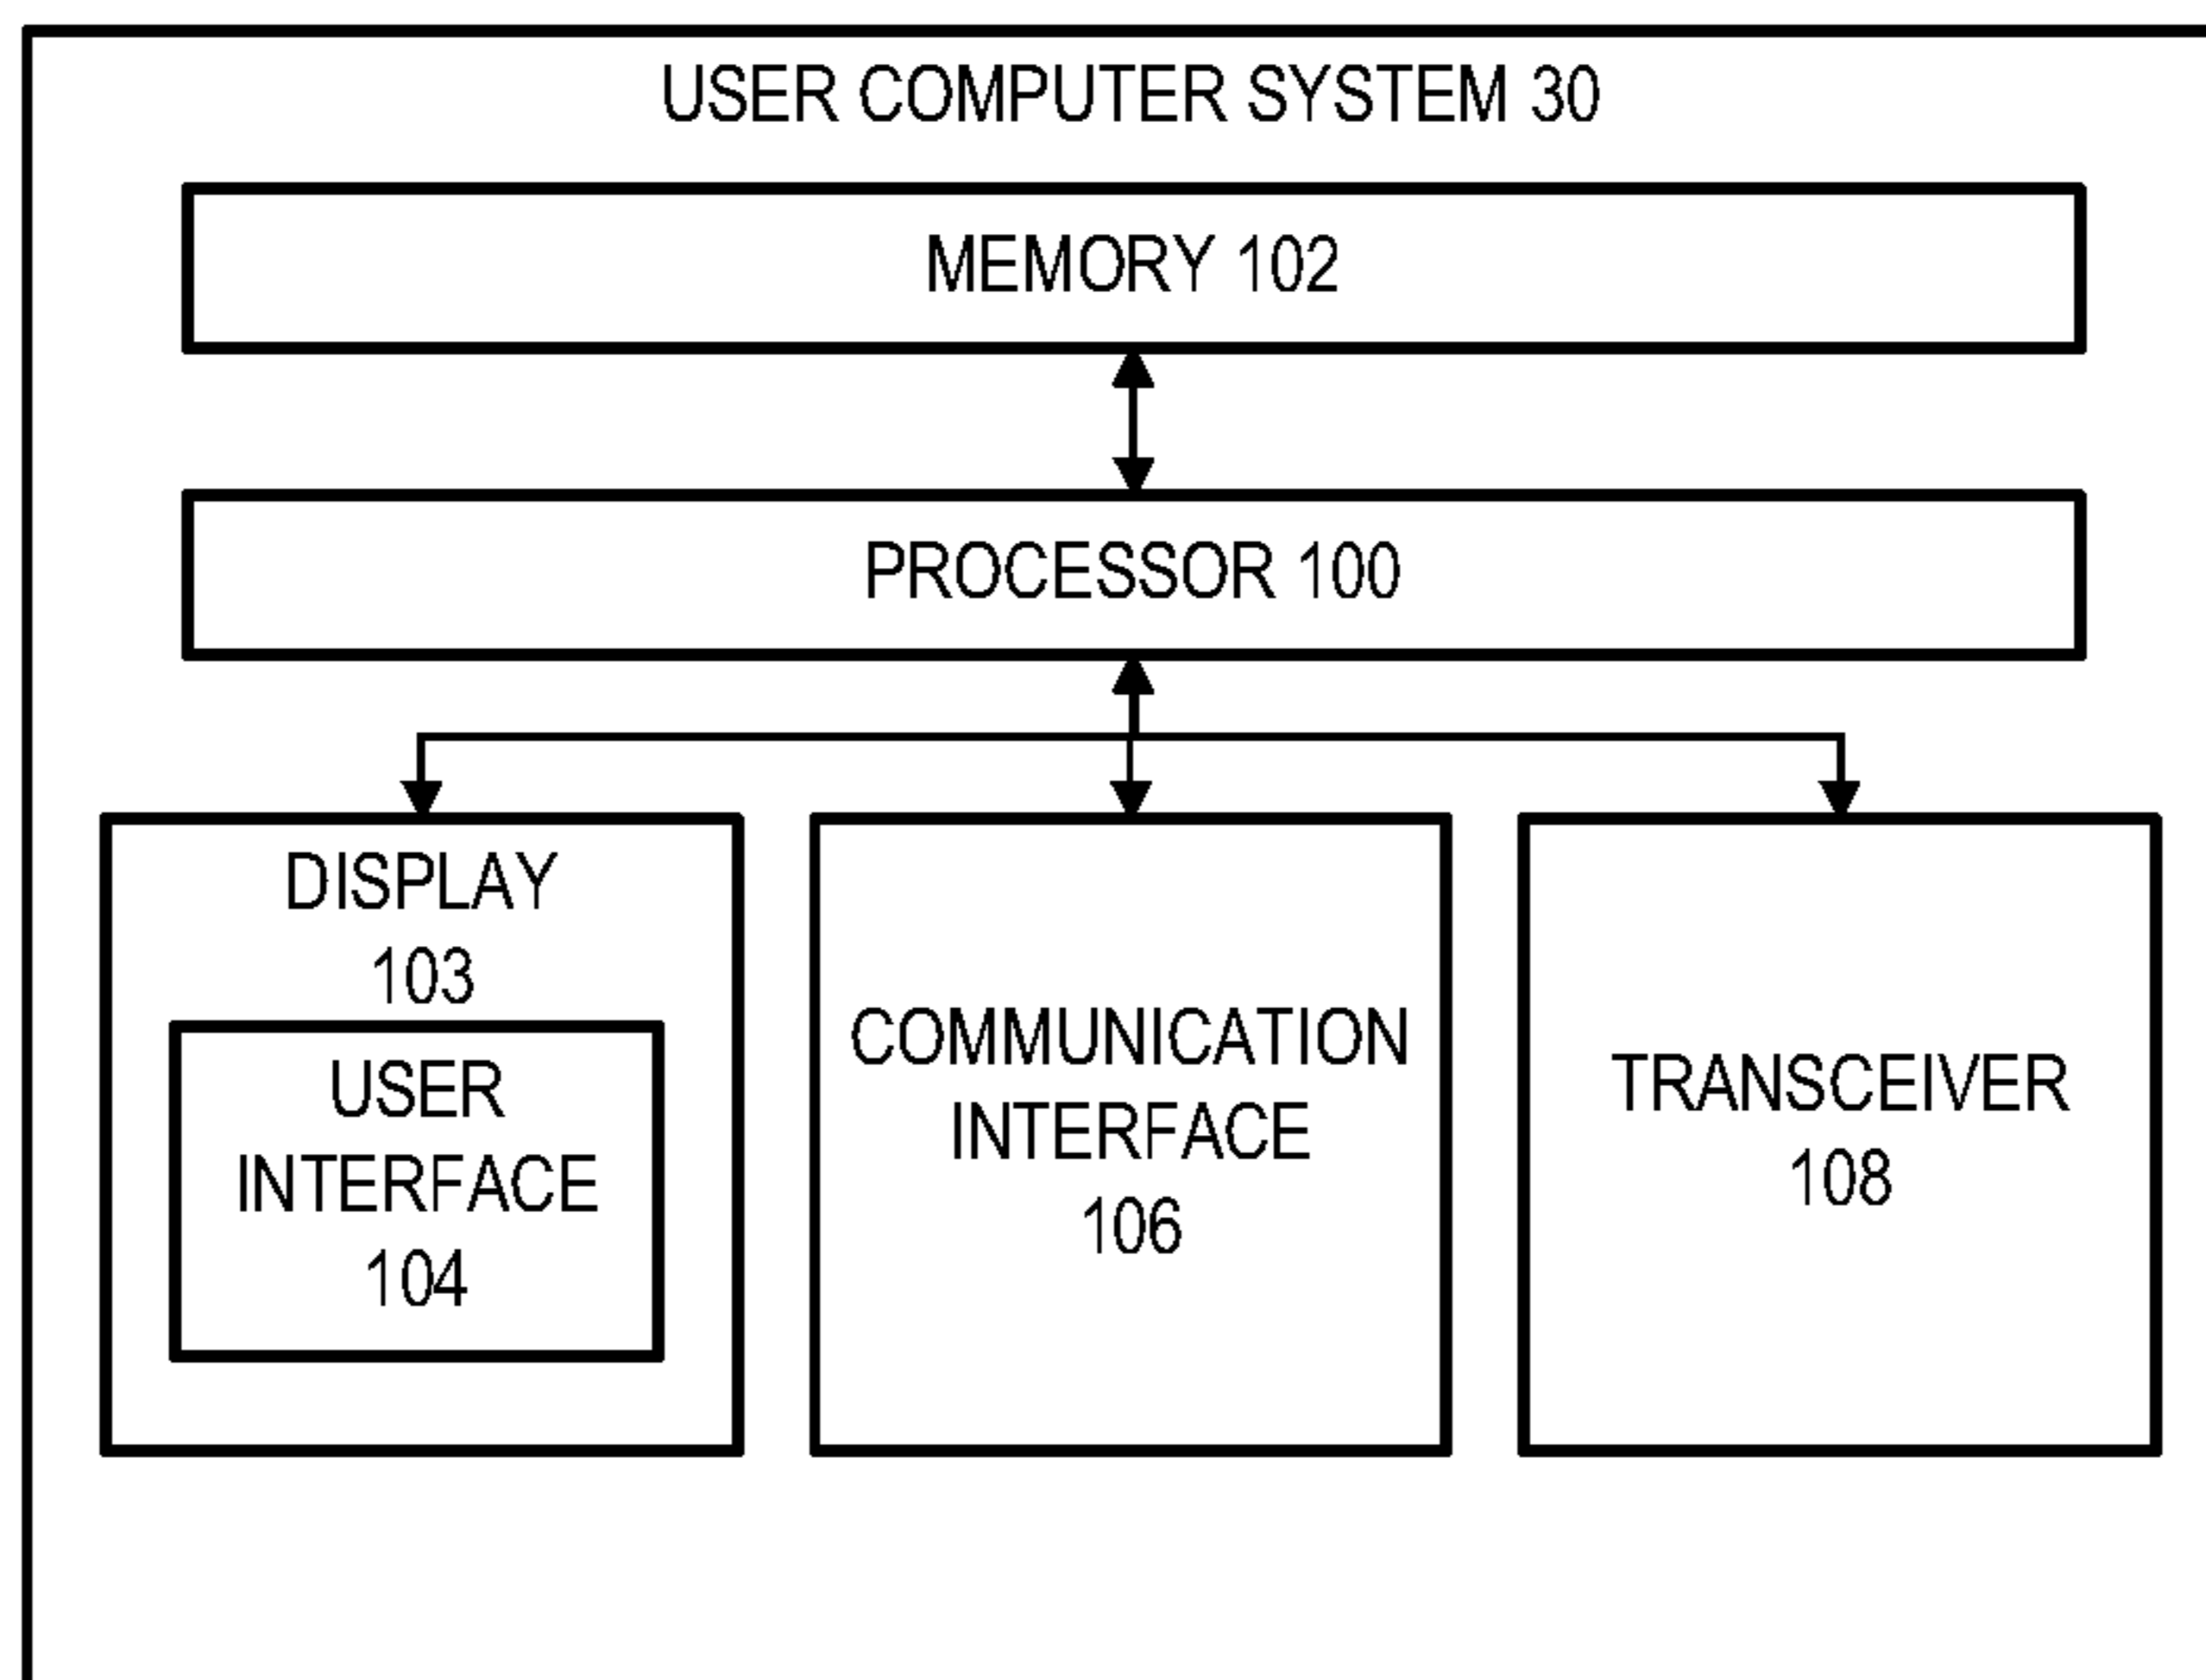 USER COMPUTER SYSTEM 30
MEMORY 102
PROCESSOR 100
DISPLAY
103
USER
INTERFACE
104
COMMUNICATION
INTERFACE
106
TRANSCEIVER
108